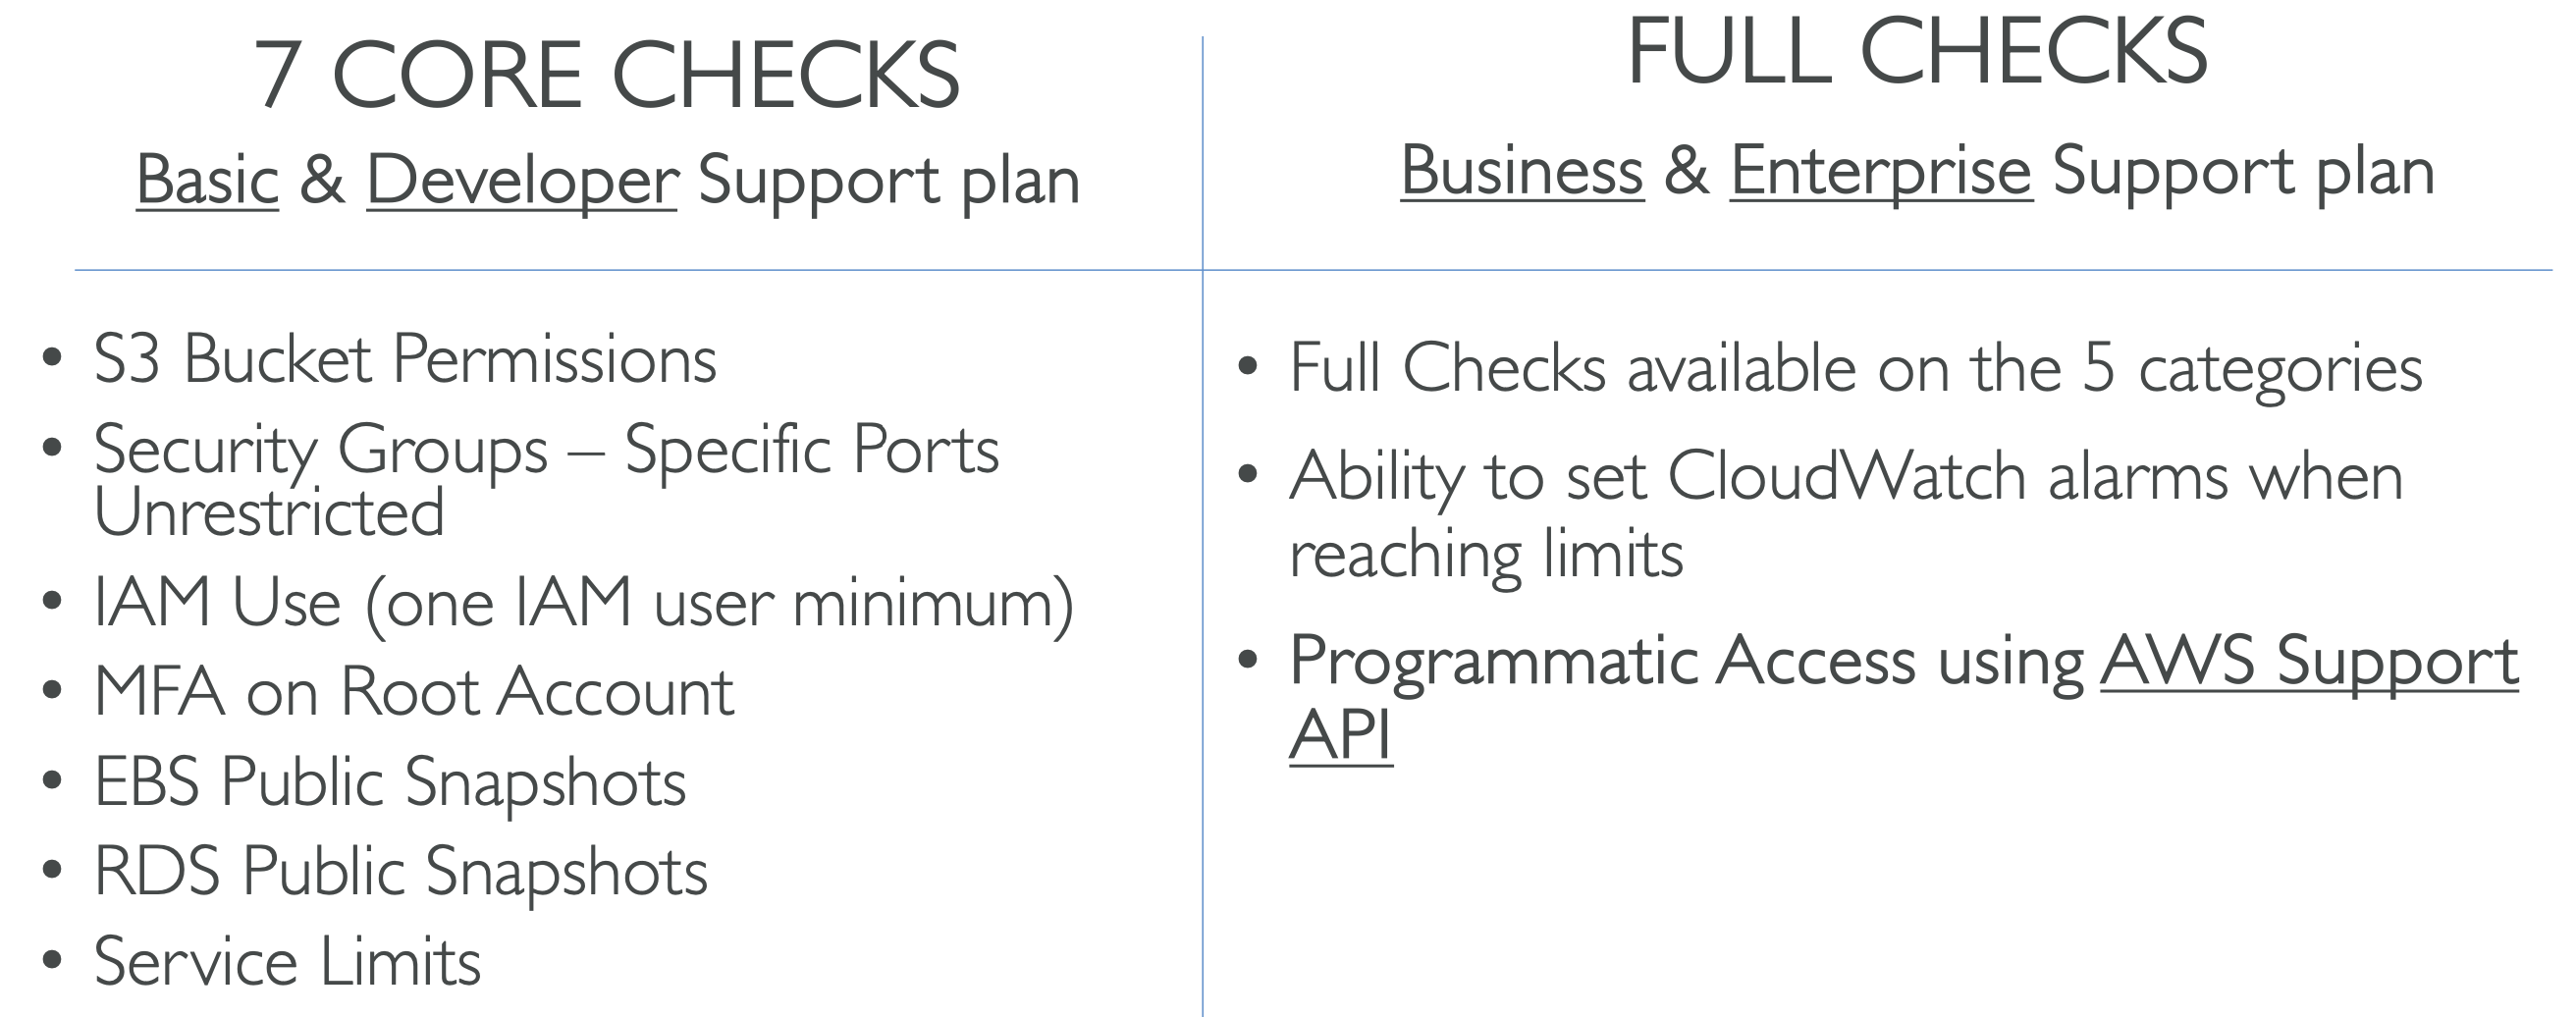 7 CORE CHECKS
Basic & Developer Support plan
• S3 Bucket Permissions
• Security Groups – Specific Ports
Unrestricted
• IAM Use (one IAM user minimum)
• MFA on Root Account
• EBS Public Snapshots
• RDS Public Snapshots
• Service Limits
FULL CHECKS
Business & Enterprise Support plan
• Full Checks available on the 5 categories
• Ability to set CloudWatch alarms when
reaching limits
• Programmatic Access using AWS Support
API